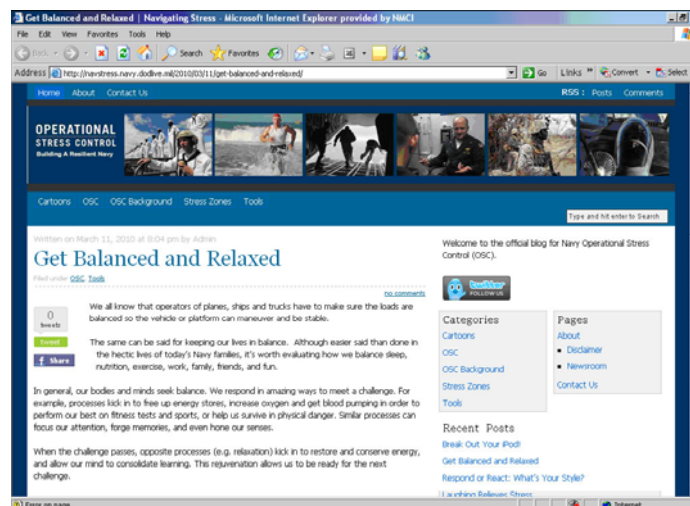 Get Balanced and Relaxed | Navigating Stress - Microsoft Internet Explorer provided by NMCI
File Edit View Favorites Tools Help
Back Search Favorites
Address http://navstress.navy.dodlive.mil/2010/03/11/get-balanced-and-relaxed/ Go Links » Convert Select
Home About Contact Us RSS : Posts Comments
OPERATIONAL
STRESS CONTROL
Building A Resilient Navy
Cartoons OSC OSC Background Stress Zones Tools
Type and hit enter to Search
Written on March 11, 2010 at 8:04 pm by Admin
Get Balanced and Relaxed
Filed under OSC, Tools
no comments
0
tweets
tweet
f Share
We all know that operators of planes, ships and trucks have to make sure the loads are
balanced so the vehicle or platform can maneuver and be stable.
The same can be said for keeping our lives in balance. Although easier said than done in
the hectic lives of today's Navy families, it's worth evaluating how we balance sleep,
nutrition, exercise, work, family, friends, and fun.
In general, our bodies and minds seek balance. We respond in amazing ways to meet a challenge. For
example, processes kick in to free up energy stores, increase oxygen and get blood pumping in order to
perform our best on fitness tests and sports, or help us survive in physical danger. Similar processes can
focus our attention, forge memories, and even hone our senses.
When the challenge passes, opposite processes (e.g. relaxation) kick in to restore and conserve energy,
and allow our mind to consolidate learning. This rejuvenation allows us to be ready for the next
challenge.
Welcome to the official blog for Navy Operational Stress
Control (OSC).
twitter
FOLLOW US
Categories
Cartoons
OSC
OSC Background
Stress Zones
Tools
Pages
About
Disclaimer
Newsroom
Contact Us
Recent Posts
Break Out Your iPod!
Get Balanced and Relaxed
Respond or React: What's Your Style?
Laughing Relieves Stress
Error on page Internet